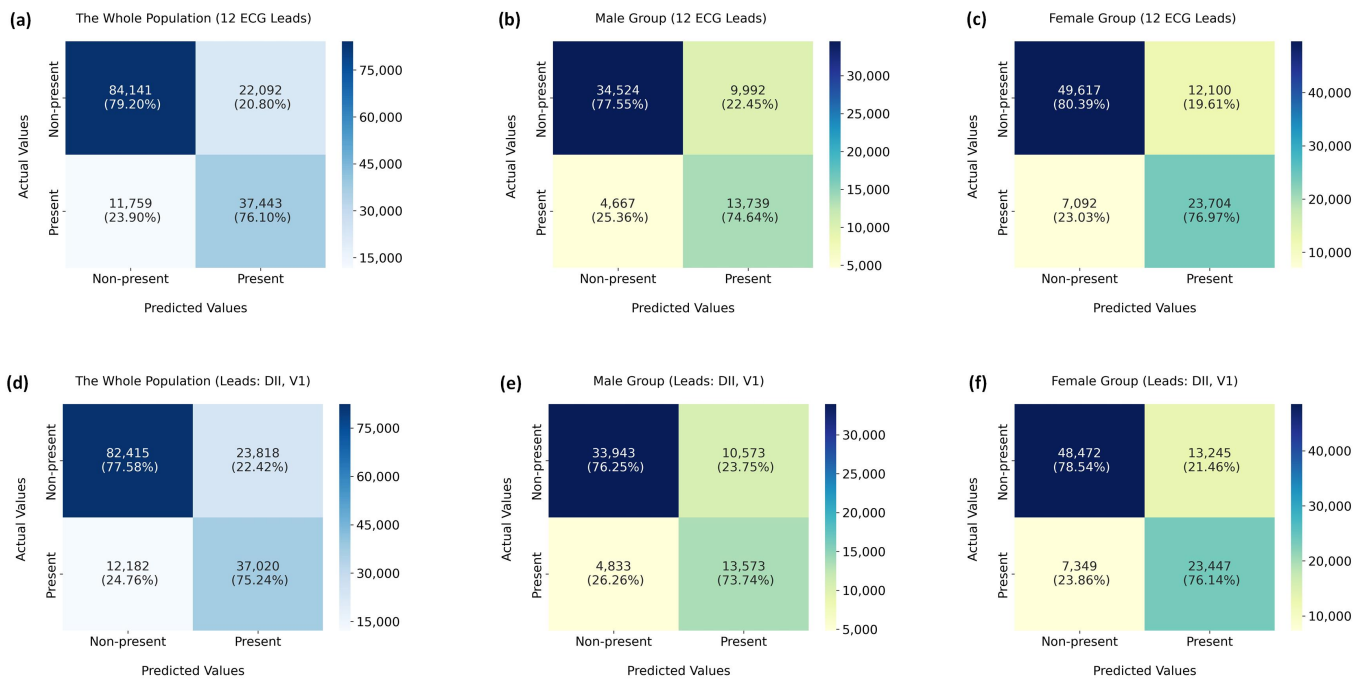 (a)
The Whole Population (12 ECG Leads)
Actual Values
Non-present
Present
84,141
(79.20%)
22,092
(20.80%)
11,759
(23.90%)
37,443
(76.10%)
Non-present
Present
Predicted Values
75,000
60,000
45,000
30,000
15,000
(b)
Male Group (12 ECG Leads)
Actual Values
Non-present
Present
34,524
(77.55%)
9,992
(22.45%)
4,667
(25.36%)
13,739
(74.64%)
Non-present
Present
Predicted Values
30,000
25,000
20,000
15,000
10,000
5,000
(c)
Female Group (12 ECG Leads)
Actual Values
Non-present
Present
49,617
(80.39%)
12,100
(19.61%)
7,092
(23.03%)
23,704
(76.97%)
Non-present
Present
Predicted Values
40,000
30,000
20,000
10,000
(d)
The Whole Population (Leads: DII, V1)
Actual Values
Non-present
Present
82,415
(77.58%)
23,818
(22.42%)
12,182
(24.76%)
37,020
(75.24%)
Non-present
Present
Predicted Values
75,000
60,000
45,000
30,000
15,000
(e)
Male Group (Leads: DII, V1)
Actual Values
Non-present
Present
33,943
(76.25%)
10,573
(23.75%)
4,833
(26.26%)
13,573
(73.74%)
Non-present
Present
Predicted Values
30,000
25,000
20,000
15,000
10,000
5,000
(f)
Female Group (Leads: DII, V1)
Actual Values
Non-present
Present
48,472
(78.54%)
13,245
(21.46%)
7,349
(23.86%)
23,447
(76.14%)
Non-present
Present
Predicted Values
40,000
30,000
20,000
10,000